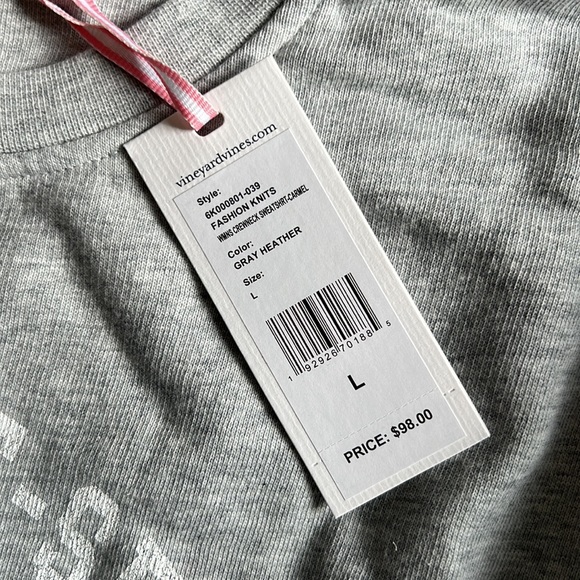 vineyardvines.com
Style:
6K000801-039
FASHION KNITS
WMNS CREWNECK SWEATSHRT-CARMEL
Color:
GRAY HEATHER
Size:
L
1 92926 70188 5
L
PRICE: $98.00